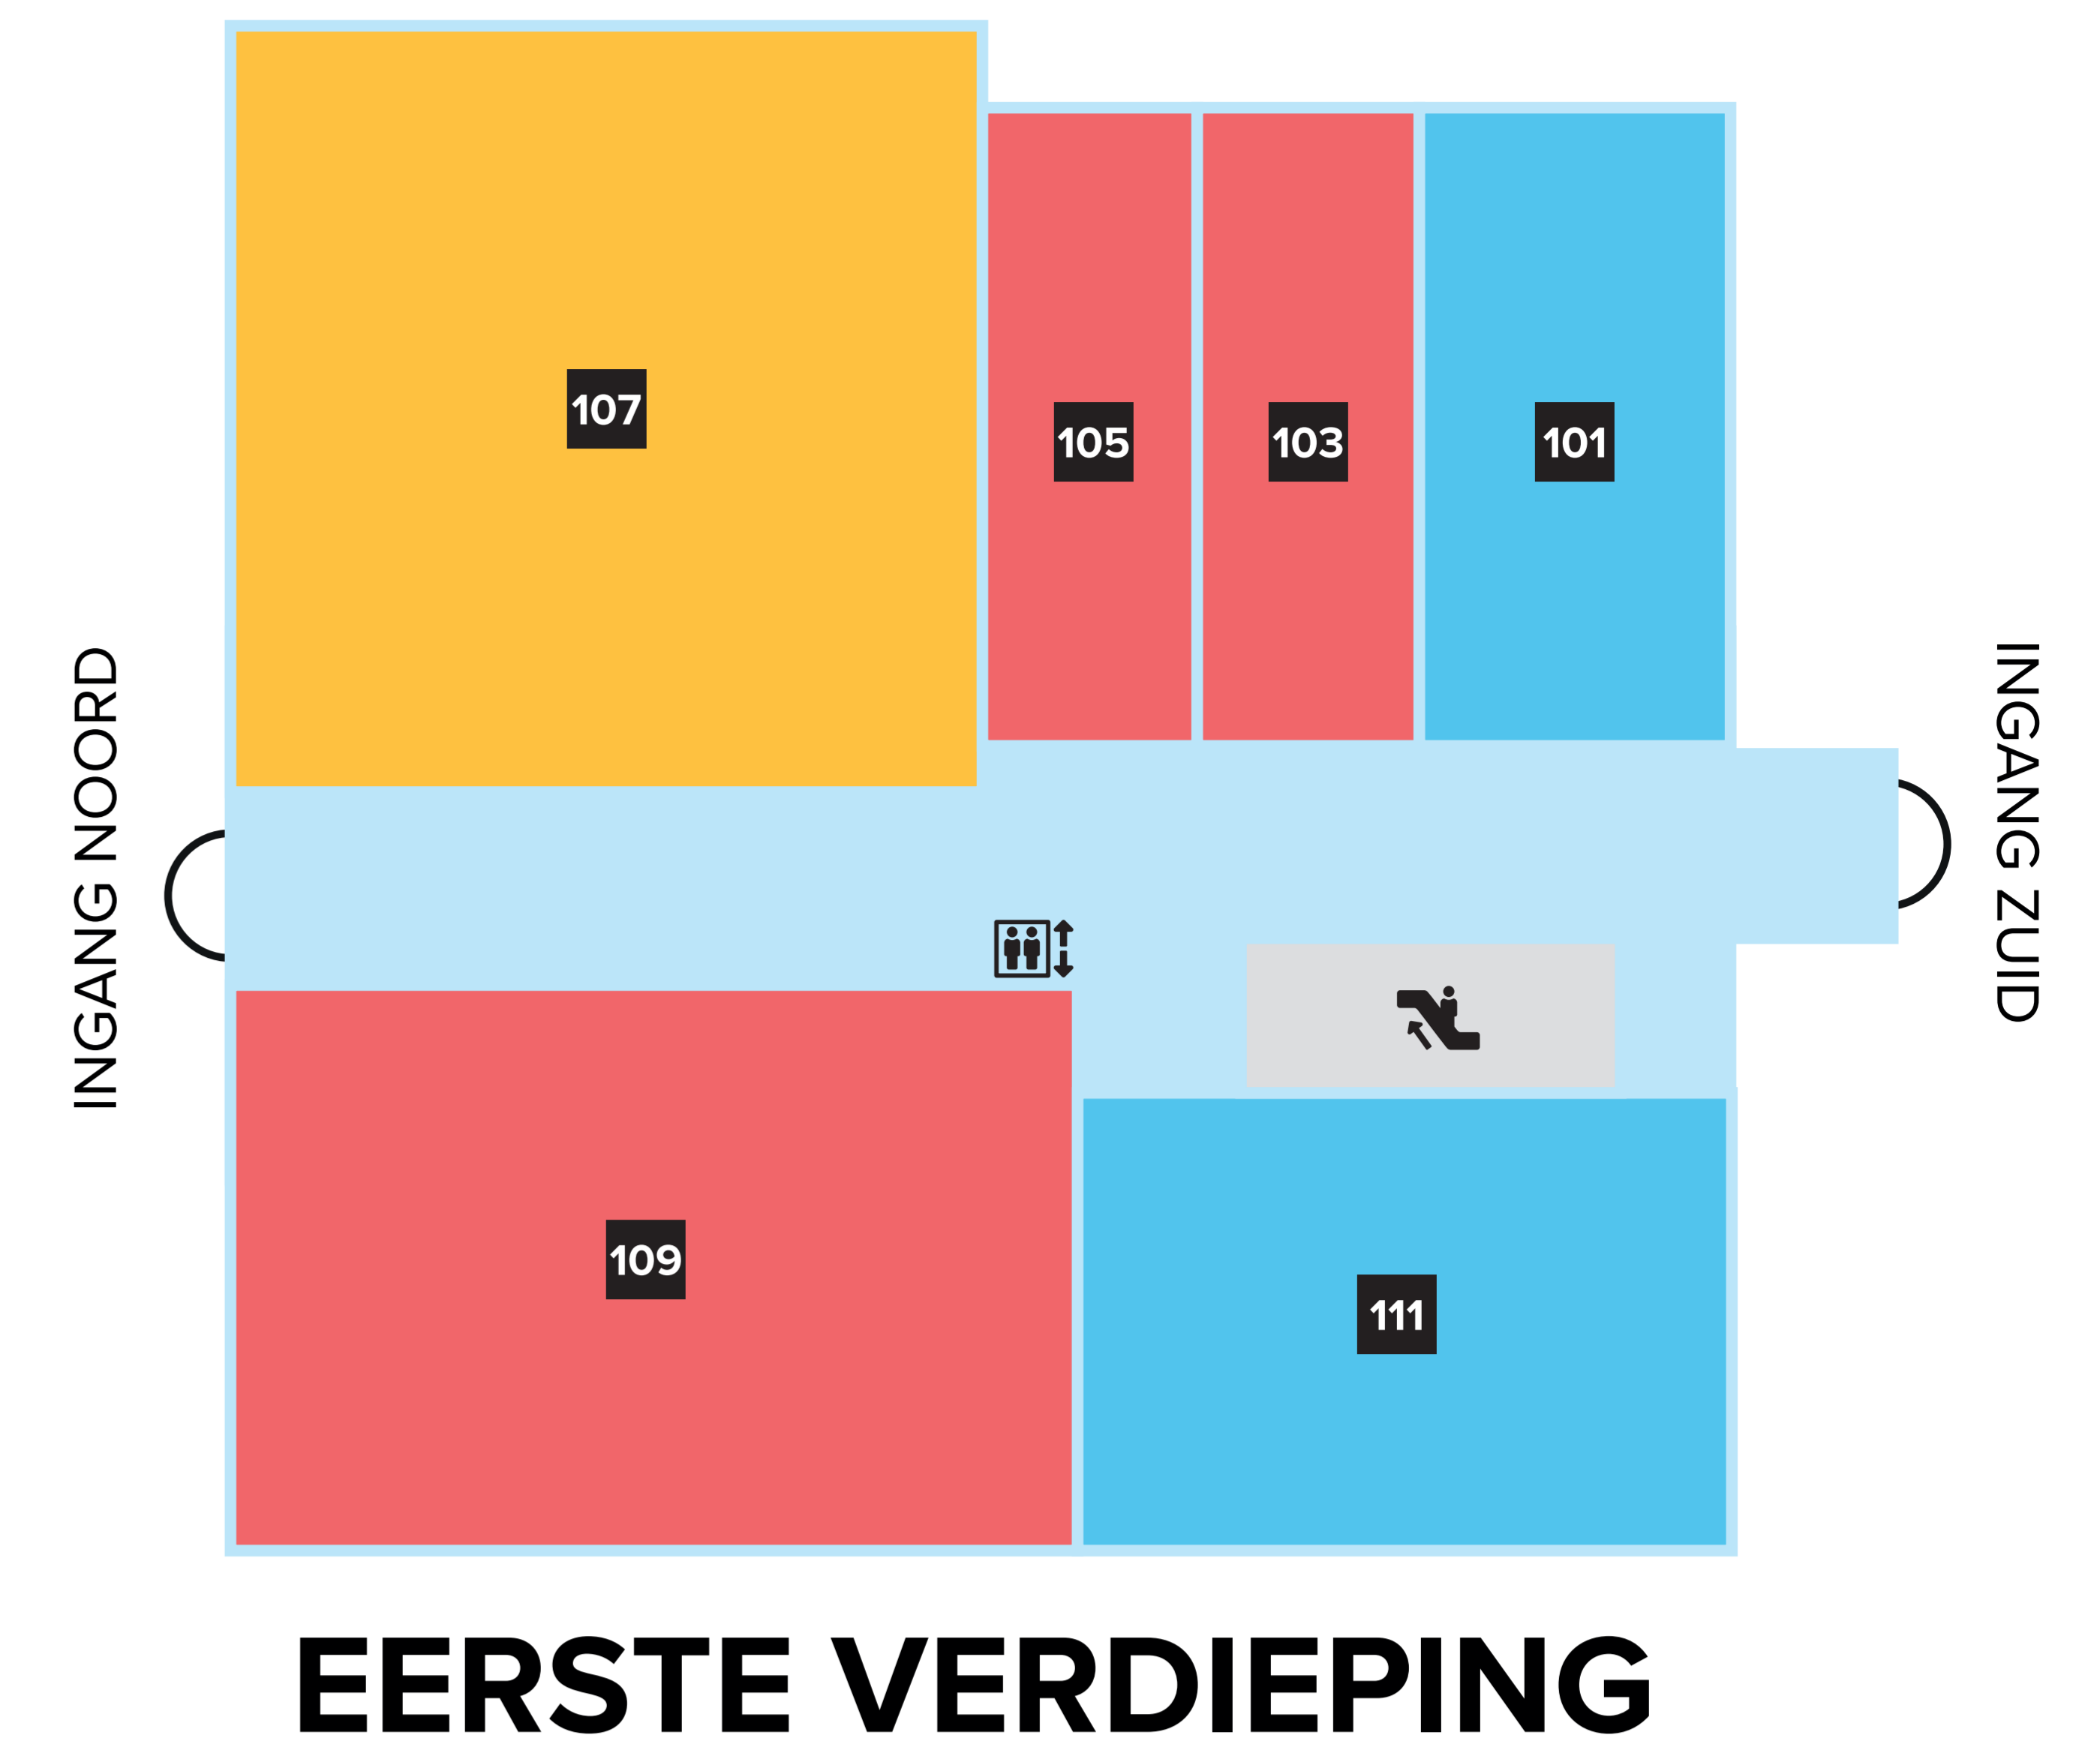 107
105
103
101
INGANG NOORD
INGANG ZUID
109
111
EERSTE VERDIEPING